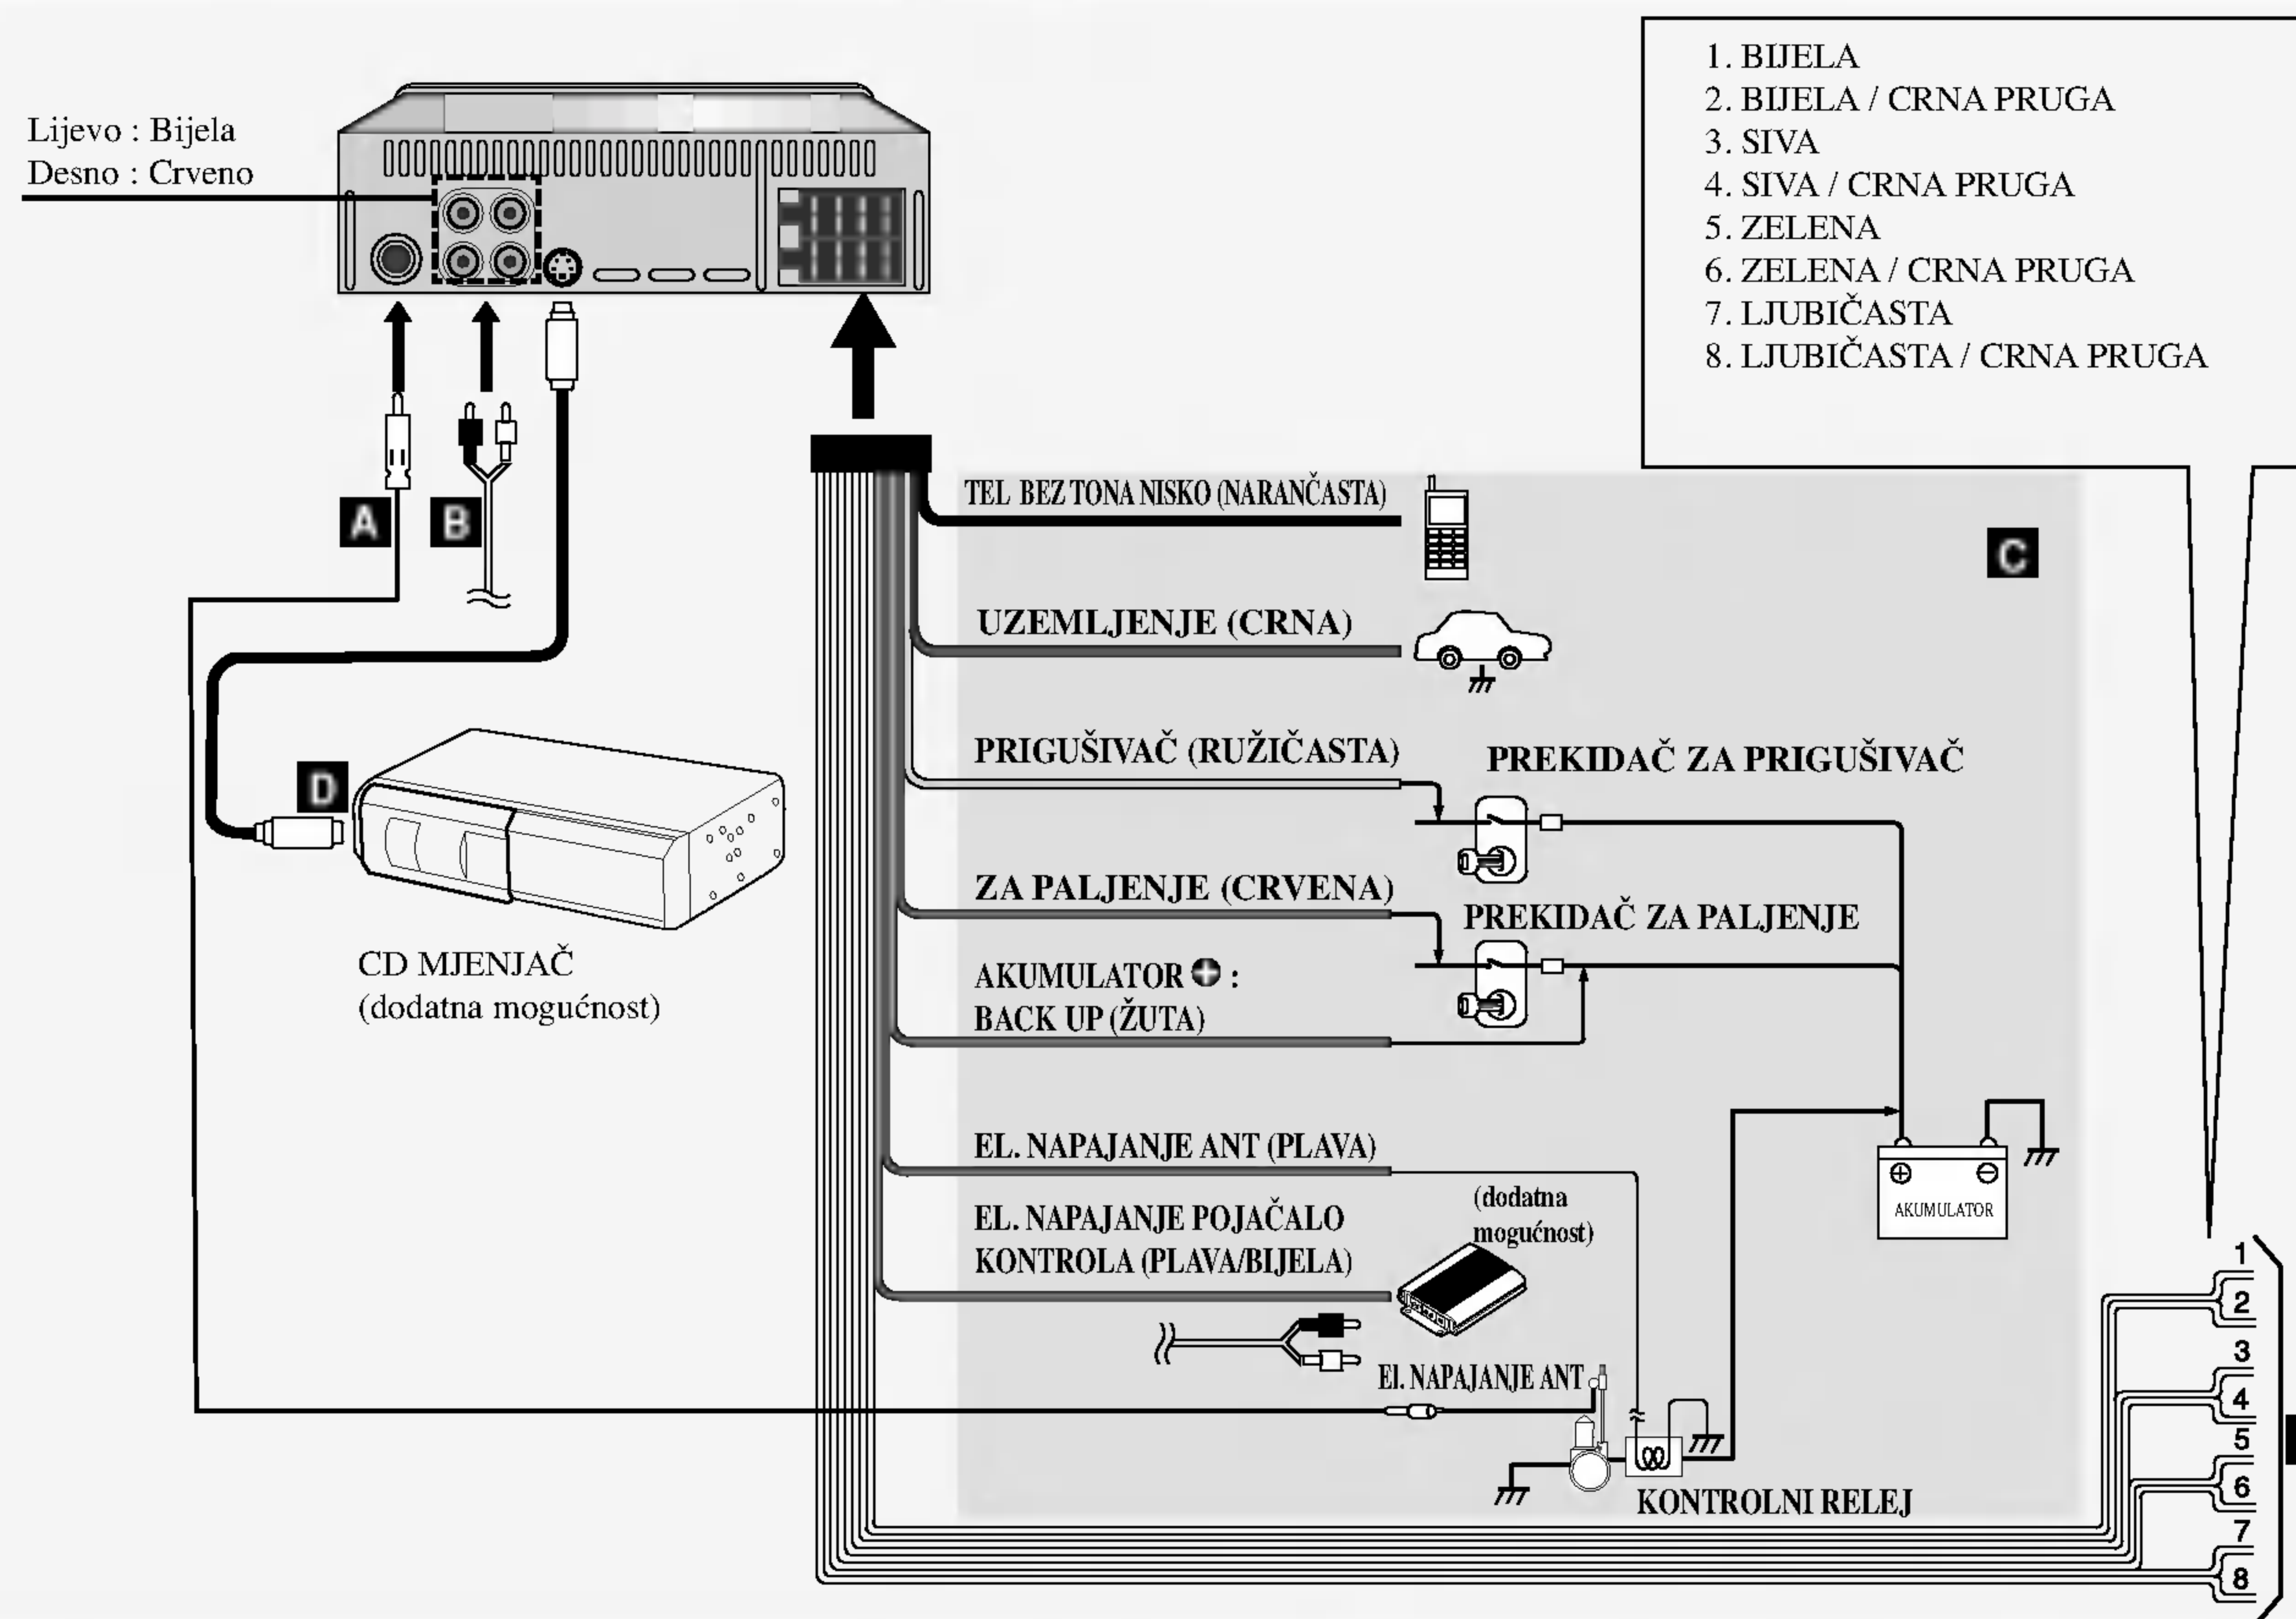 1. BIJELA
2. BIJELA / CRNA PRUGA
3. SIVA
4. SIVA / CRNA PRUGA
5. ZELENA
6. ZELENA / CRNA PRUGA
7. LJUBIČASTA
8. LJUBIČASTA / CRNA PRUGA
Lijevo : Bijela
Desno : Crveno
A
B
TEL BEZ TONA NISKO (NARANČASTA)
C
UZEMLJENJE (CRNA)
PRIGUŠIVAČ (RUŽIČASTA)
PREKIDAČ ZA PRIGUŠIVAČ
D
ZA PALJENJE (CRVENA)
PREKIDAČ ZA PALJENJE
CD MJENJAČ
(dodatna mogućnost)
AKUMULATOR + :
BACK UP (ŽUTA)
EL. NAPAJANJE ANT (PLAVA)
+ −
AKUMULATOR
(dodatna
mogućnost)
EL. NAPAJANJE POJAČALO
KONTROLA (PLAVA/BIJELA)
El. NAPAJANJE ANT
KONTROLNI RELEJ
1
2
3
4
5
6
7
8